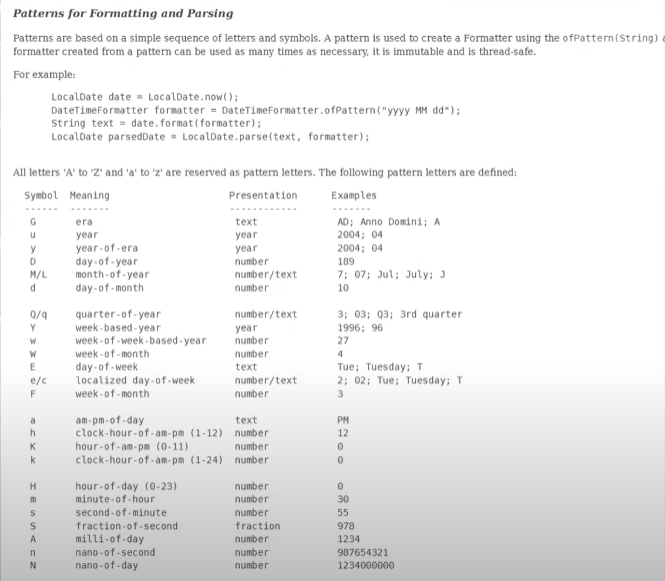 Patterns for Formatting and Parsing
Patterns are based on a simple sequence of letters and symbols. A pattern is used to create a Formatter using the ofPattern(String)
formatter created from a pattern can be used as many times as necessary, it is immutable and is thread-safe.
For example:
LocalDate date = LocalDate.now();
DateTimeFormatter formatter = DateTimeFormatter.ofPattern("yyyy MM dd");
String text = date.format(formatter);
LocalDate parsedDate = LocalDate.parse(text, formatter);
All letters 'A' to 'Z' and 'a' to 'z' are reserved as pattern letters. The following pattern letters are defined:
Symbol Meaning Presentation Examples
------ ------- ------------ -------
G era text AD; Anno Domini; A
u year year 2004; 04
y year-of-era year 2004; 04
D day-of-year number 189
M/L month-of-year number/text 7; 07; Jul; July; J
d day-of-month number 10
Q/q quarter-of-year number/text 3; 03; Q3; 3rd quarter
Y week-based-year year 1996; 96
w week-of-week-based-year number 27
W week-of-month number 4
E day-of-week text Tue; Tuesday; T
e/c localized day-of-week number/text 2; 02; Tue; Tuesday; T
F week-of-month number 3
a am-pm-of-day text PM
h clock-hour-of-am-pm (1-12) number 12
K hour-of-am-pm (0-11) number 0
k clock-hour-of-am-pm (1-24) number 0
H hour-of-day (0-23) number 0
m minute-of-hour number 30
s second-of-minute number 55
S fraction-of-second fraction 978
A milli-of-day number 1234
n nano-of-second number 987654321
N nano-of-day number 1234000000